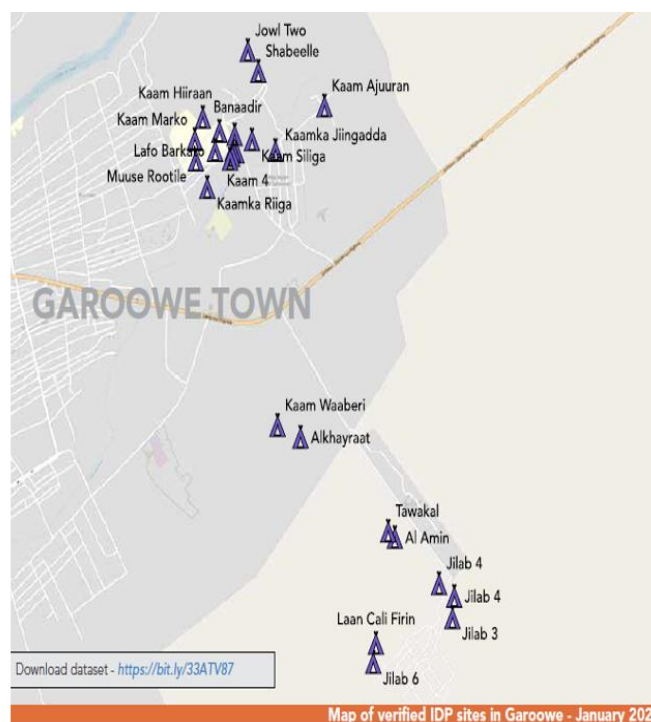 Jowl Two
Shabeelle
Kaam Ajuuran
Kaam Hiiraan
Banaadir
Kaam Marko
Kaamka Jiingadda
Lafo Barkato
Kaam Siliga
Muuse Rootile
Kaam 4
Kaamka Riiga
GAROOWE TOWN
Kaam Waaberi
Alkhayraat
Tawakal
Al Amin
Jilab 4
Jilab 4
Laan Cali Firin
Jilab 3
Download dataset - https://bit.ly/33ATV87
Jilab 6
Map of verified IDP sites in Garoowe - January 202